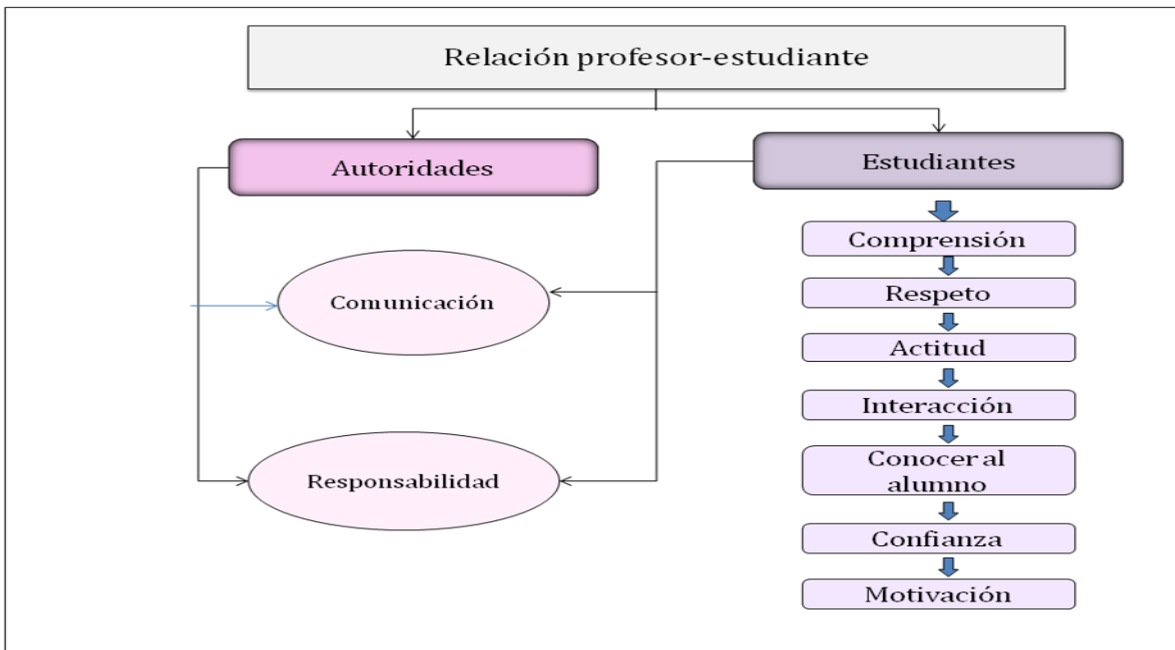 Relación profesor-estudiante
Autoridades
Estudiantes
Comunicación
Responsabilidad
Comprensión
Respeto
Actitud
Interacción
Conocer al
alumno
Confianza
Motivación